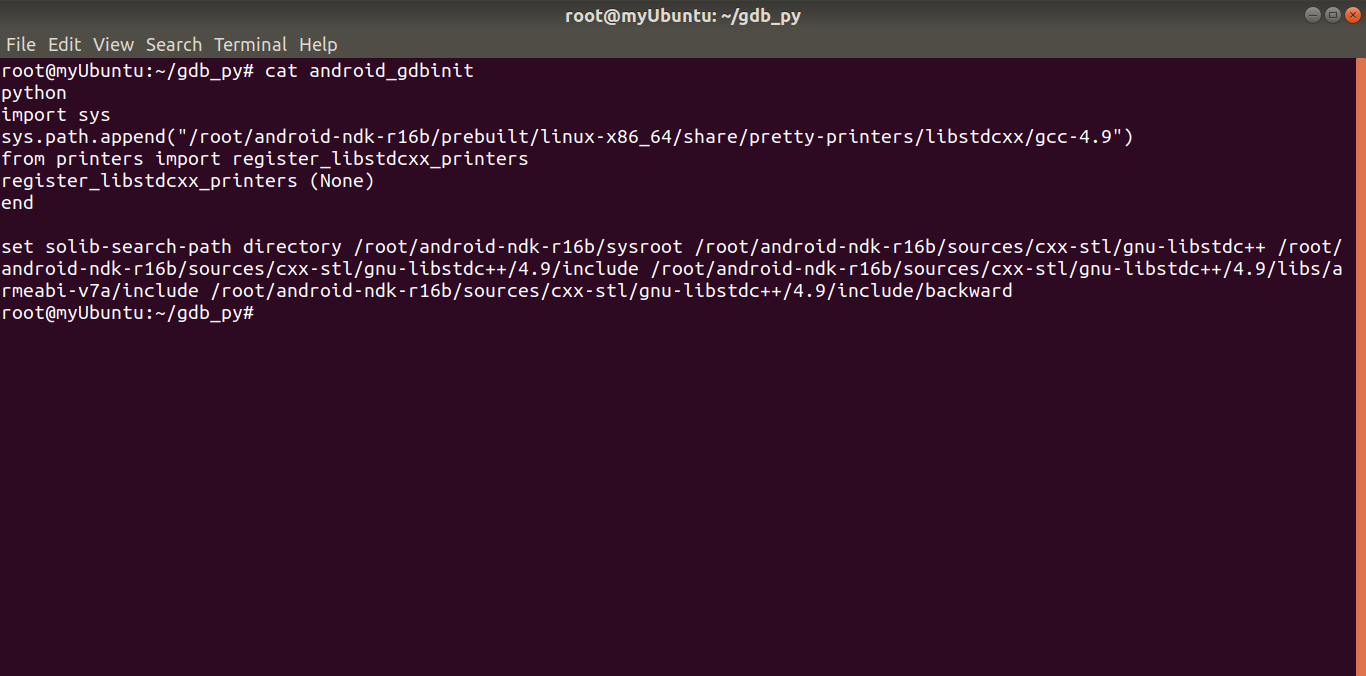 root@myUbuntu: ~/gdb_py
File Edit View Search Terminal Help
root@myUbuntu:~/gdb_py# cat android_gdbinit
python
import sys
sys.path.append("/root/android-ndk-r16b/prebuilt/linux-x86_64/share/pretty-printers/libstdcxx/gcc-4.9")
from printers import register_libstdcxx_printers
register_libstdcxx_printers (None)
end

set solib-search-path directory /root/android-ndk-r16b/sysroot /root/android-ndk-r16b/sources/cxx-stl/gnu-libstdc++ /root/
android-ndk-r16b/sources/cxx-stl/gnu-libstdc++/4.9/include /root/android-ndk-r16b/sources/cxx-stl/gnu-libstdc++/4.9/libs/a
rmeabi-v7a/include /root/android-ndk-r16b/sources/cxx-stl/gnu-libstdc++/4.9/include/backward
root@myUbuntu:~/gdb_py#